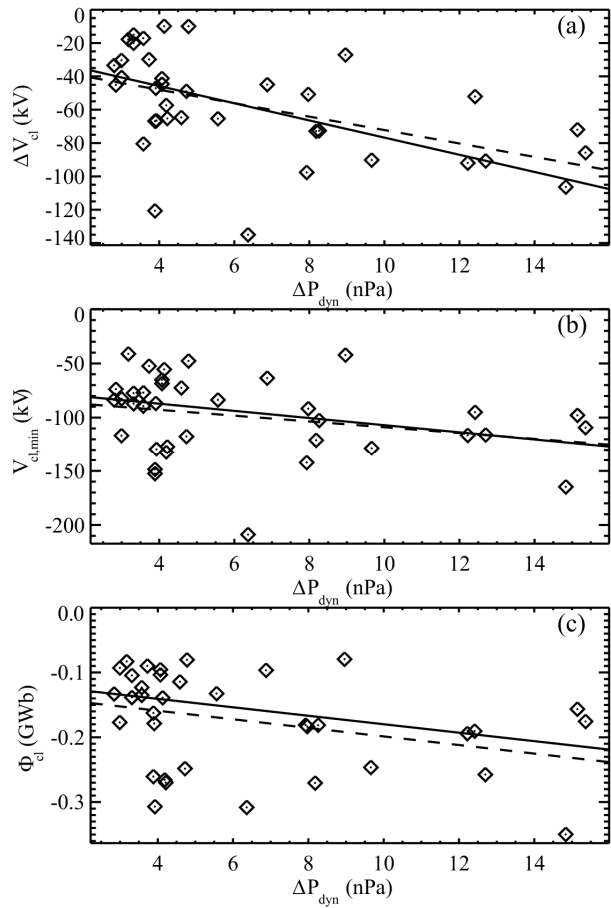 (a)
0
-20
-40
-60
-80
-100
-120
-140
ΔV_cl (kV)
4 6 8 10 12 14
ΔP_dyn (nPa)
(b)
0
-50
-100
-150
-200
V_cl,min (kV)
4 6 8 10 12 14
ΔP_dyn (nPa)
(c)
0.0
-0.1
-0.2
-0.3
Φ_cl (GWb)
4 6 8 10 12 14
ΔP_dyn (nPa)